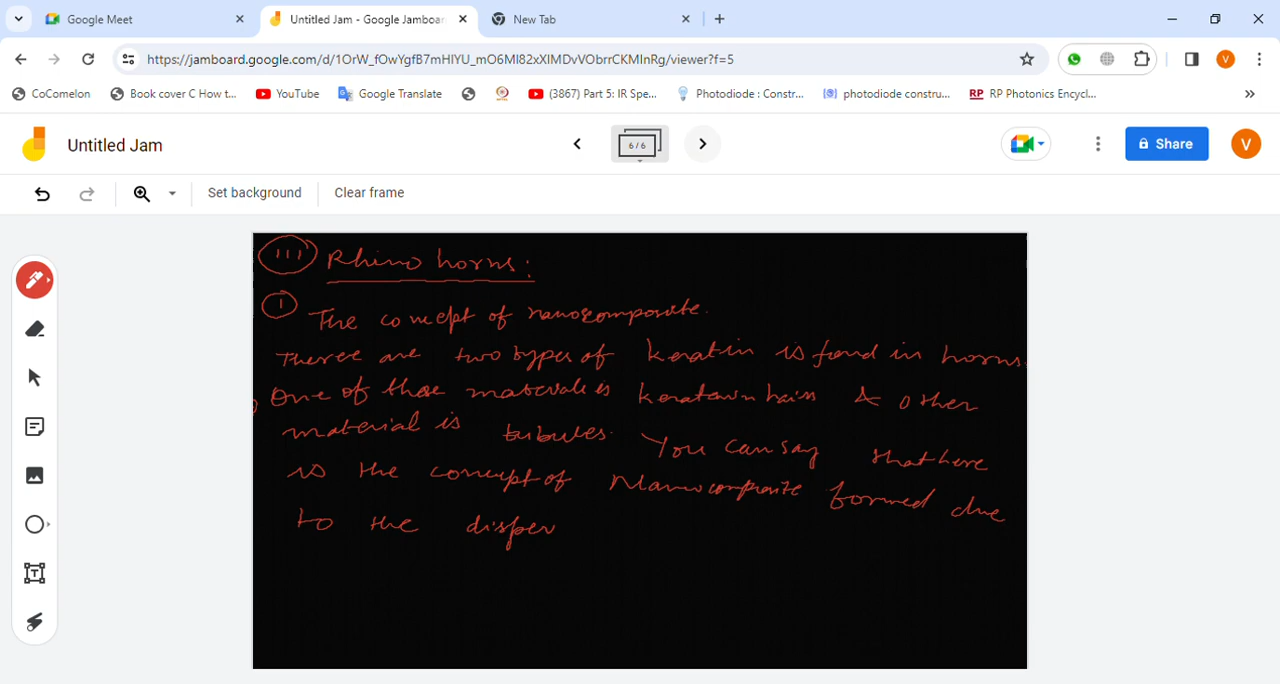 Google Meet
Untitled Jam - Google Jamboar
New Tab
https://jamboard.google.com/d/1OrW_fOwYgfB7mHIYU_mO6MI82xXIMDvVObrrCKMInRg/viewer?f=5
CoComelon
Book cover C How t...
YouTube
Google Translate
(3867) Part 5: IR Spe...
Photodiode : Constr...
photodiode constru...
RP Photonics Encycl...
Untitled Jam
6 / 6
Share
V
Set background
Clear frame
III Rhino horns:
1 The concept of nanocomposite.
There are two types of keratin is found in horns.
One of these materials is keratin hairs & other
material is tubules. You can say that here
is the concept of Nanocomposite formed due
to the disper